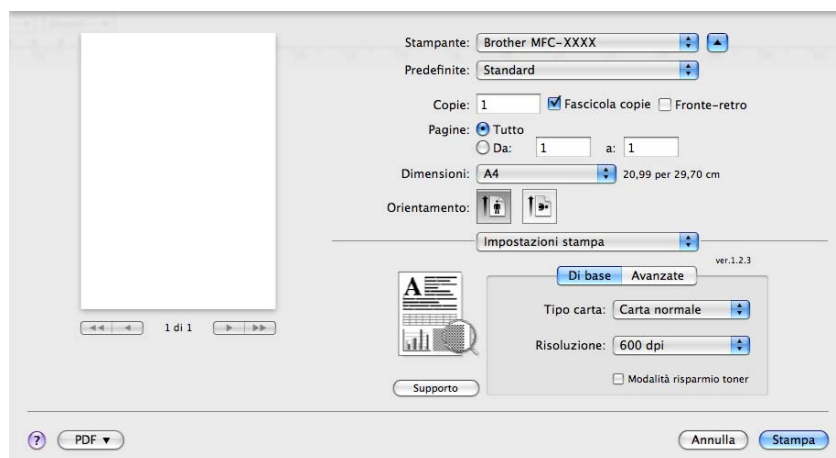 Stampante: Brother MFC-XXXX
Predefinite: Standard
Copie: 1 Fascicola copie Fronte-retro
Pagine: Tutto
Da: 1 a: 1
Dimensioni: A4 20,99 per 29,70 cm
Orientamento:
Impostazioni stampa
ver.1.2.3
Di base Avanzate
A
Tipo carta: Carta normale
1 di 1
Risoluzione: 600 dpi
Modalità risparmio toner
Supporto
? PDF Annulla Stampa